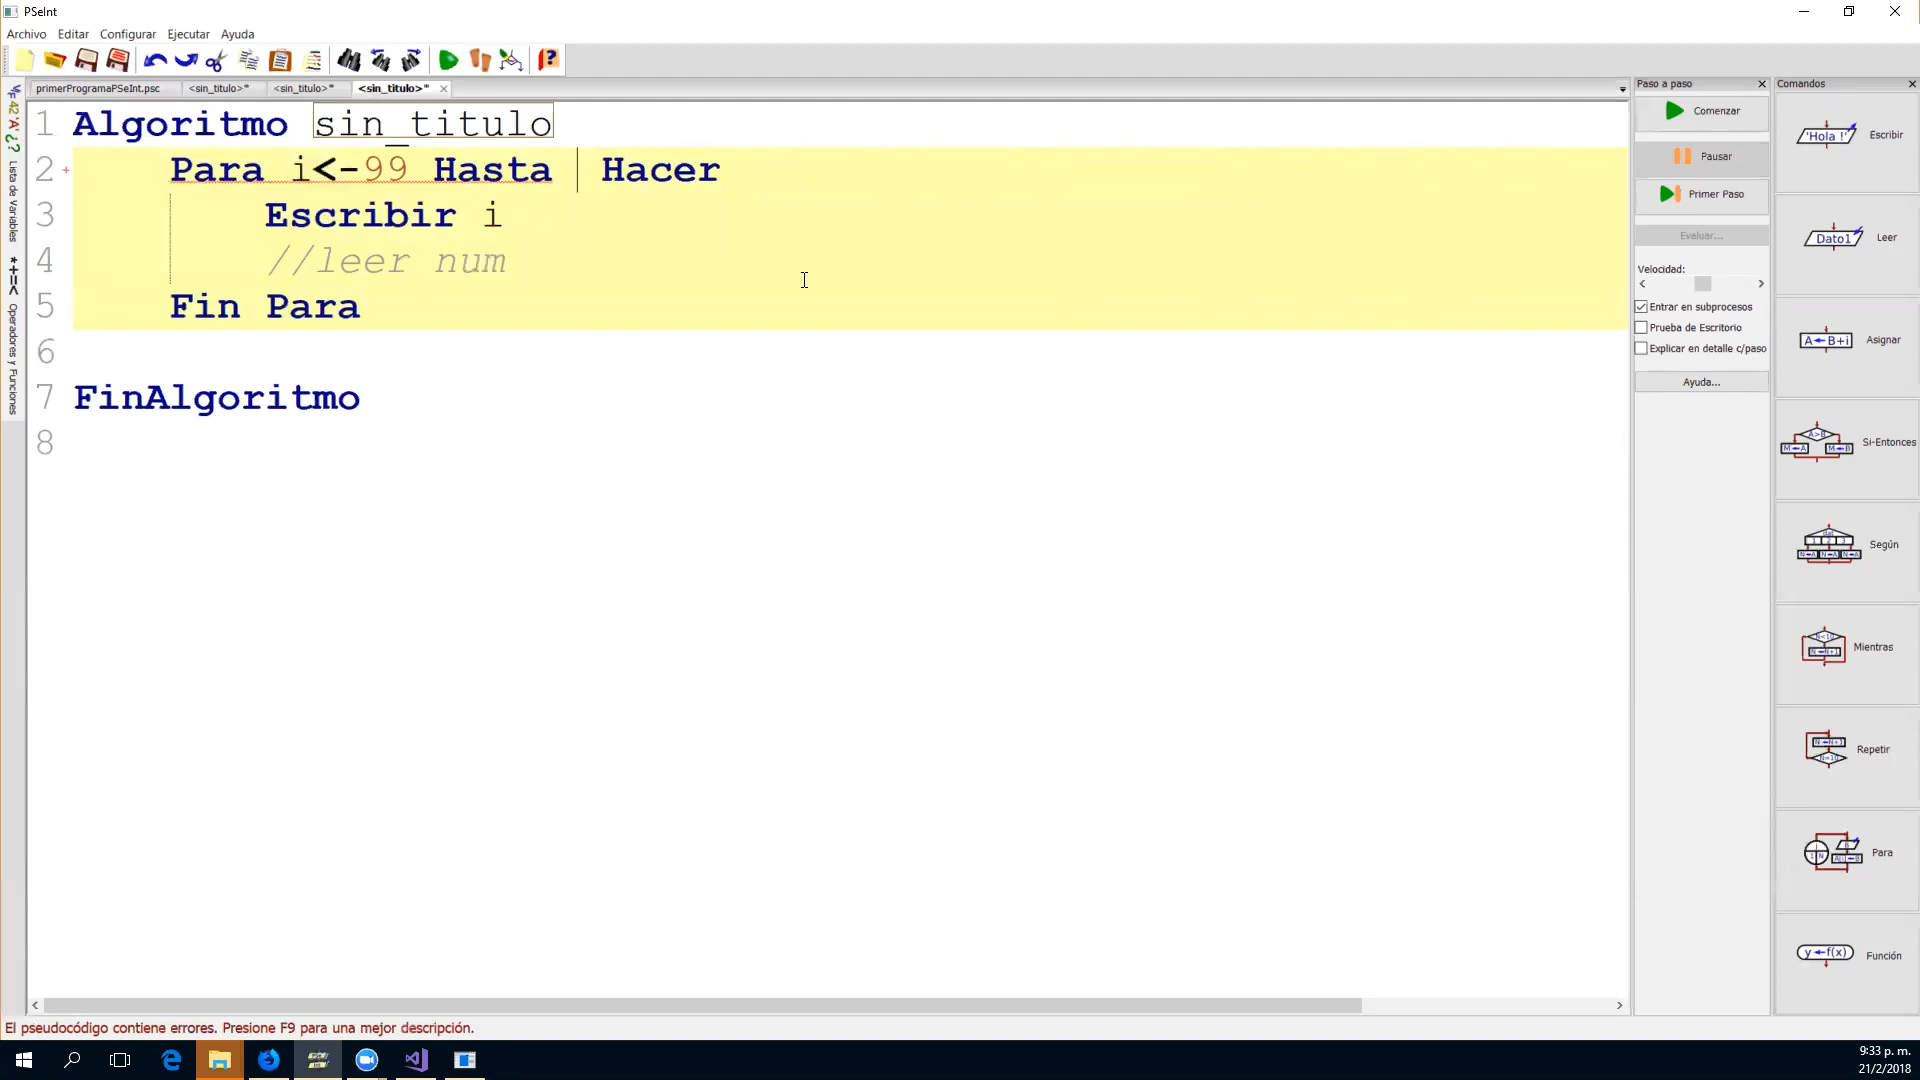 PSeInt
Archivo Editar Configurar Ejecutar Ayuda
primerProgramaPSeInt.psc <sin_titulo>* <sin_titulo>* <sin_titulo>*
1 Algoritmo sin_titulo
2 Para i<-99 Hasta Hacer
3 Escribir i
4 //leer num
5 Fin Para
6
7 FinAlgoritmo
8
42 'A' ¿? Lista de Variables
*+=< Operadores y Funciones
Paso a paso
Comenzar
Pausar
Primer Paso
Evaluar...
Velocidad:
Entrar en subprocesos
Prueba de Escritorio
Explicar en detalle c/paso
Ayuda...
Comandos
'Hola !' Escribir
Dato1 Leer
A←B+i Asignar
A>B M←A M←B Si-Entonces
Según
Mientras
Repetir
Para
y←f(x) Función
El pseudocódigo contiene errores. Presione F9 para una mejor descripción.
9:33 p. m.
21/2/2018